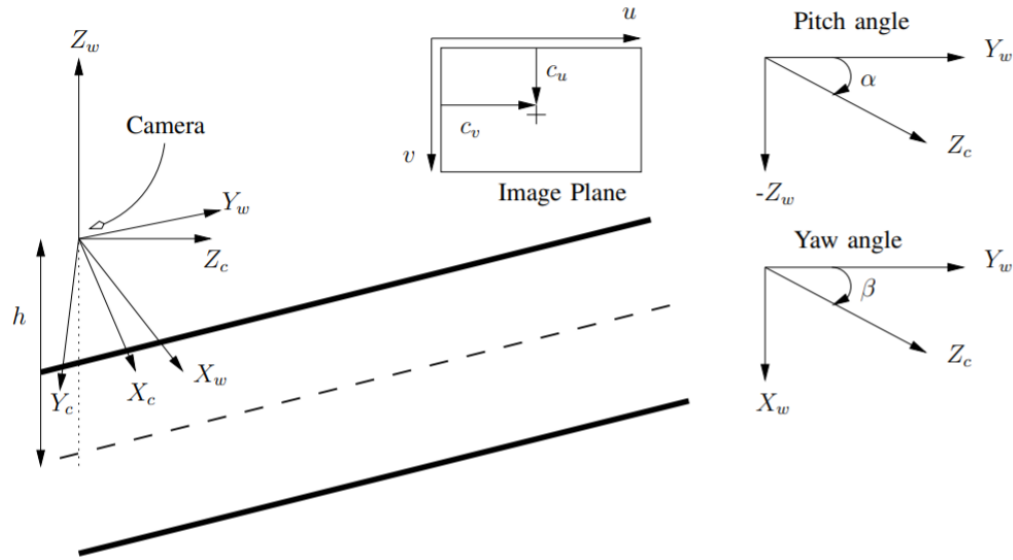 Z_w
Camera
Y_w
Z_c
h
X_w
X_c
Y_c
u
c_u
c_v
v
Image Plane
Pitch angle
Y_w
α
Z_c
-Z_w
Yaw angle
Y_w
β
Z_c
X_w